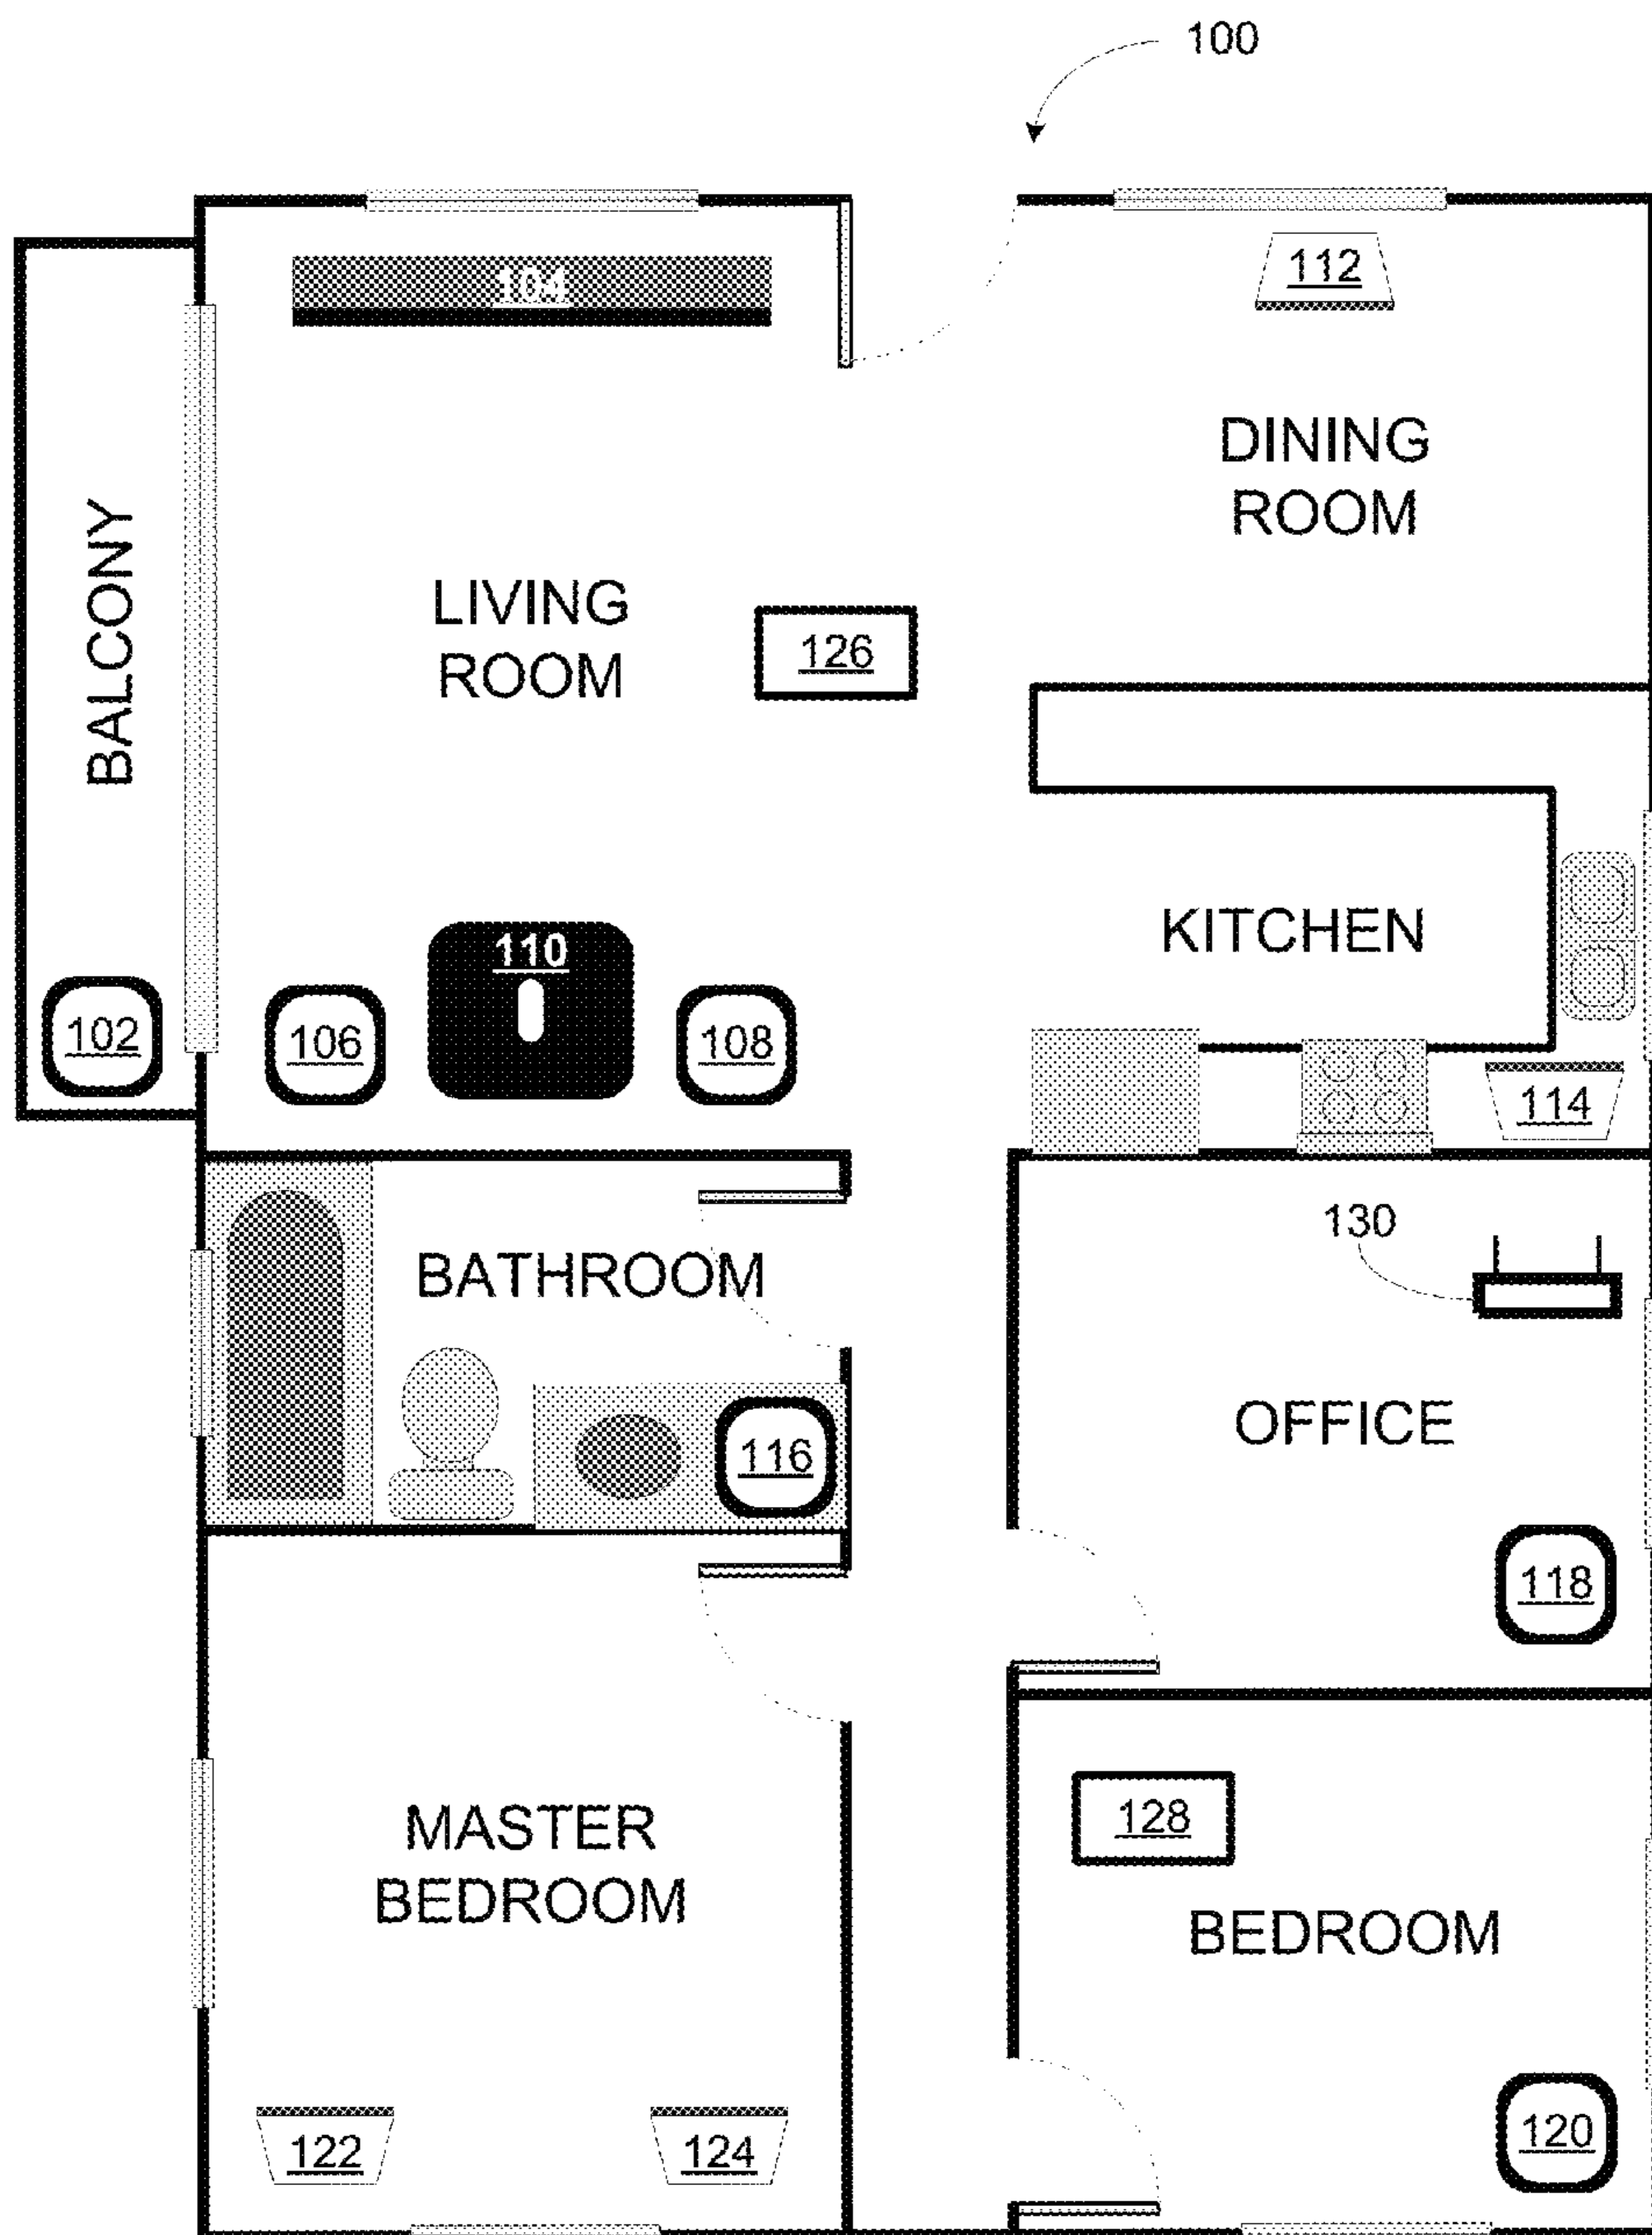 100
104
112
DINING
ROOM
BALCONY
LIVING
ROOM
126
KITCHEN
110
102
106
108
114
130
BATHROOM
OFFICE
116
118
MASTER
BEDROOM
128
BEDROOM
122
124
120